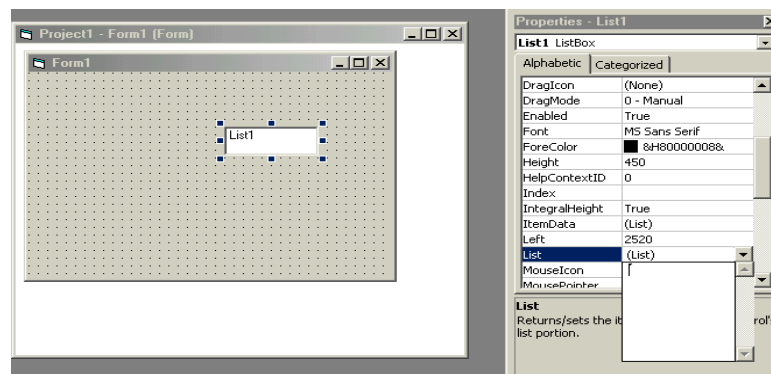 Project1 - Form1 (Form)
Form1
List1
Properties - List1
List1 ListBox
Alphabetic
Categorized
DragIcon (None)
DragMode 0 - Manual
Enabled True
Font MS Sans Serif
ForeColor &H80000008&
Height 450
HelpContextID 0
Index
IntegralHeight True
ItemData (List)
Left 2520
List (List)
MouseIcon
MousePointer
List
Returns/sets the
list portion.